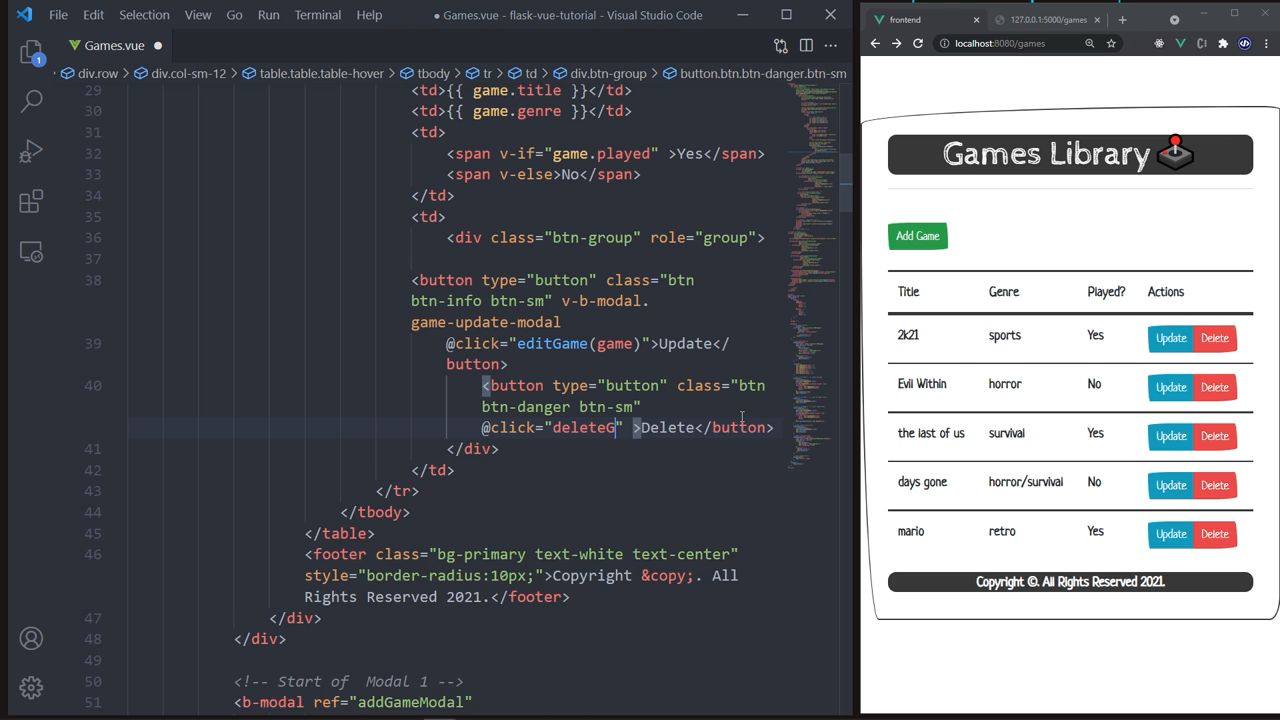 File Edit Selection View Go Run Terminal Help ● Games.vue - flask-vue-tutorial - Visual Studio Code
Games.vue
1
div.row > div.col-sm-12 > table.table.table-hover > tbody > tr > td > div.btn-group > button.btn.btn-danger.btn-sm
29 <td>{{ game.title }}</td>
30 <td>{{ game.genre }}</td>
31 <td>
32 <span v-if="game.played" >Yes</span>
33 <span v-else>No</span>
34 </td>
35 <td>
36 <div class="btn-group" role="group">
37
38 <button type="button" class="btn
btn-info btn-sm" v-b-modal.
game-update-modal
39 @click="editGame(game)">Update</
button>
40 <button type="button" class="btn
btn-danger btn-sm"
@click="deleteG" >Delete</button>
41 </div>
42 </td>
43 </tr>
44 </tbody>
45 </table>
46 <footer class="bg-primary text-white text-center"
style="border-radius:10px;">Copyright &copy;. All
Rights Reserved 2021.</footer>
47 </div>
48 </div>
49
50 <!-- Start of  Modal 1 -->
51 <b-modal ref="addGameModal"
frontend
127.0.0.1:5000/games
localhost:8080/games
Games Library
Add Game
Title Genre Played? Actions
2k21 sports Yes Update Delete
Evil Within horror No Update Delete
the last of us survival Yes Update Delete
days gone horror/survival No Update Delete
mario retro Yes Update Delete
Copyright ©. All Rights Reserved 2021.